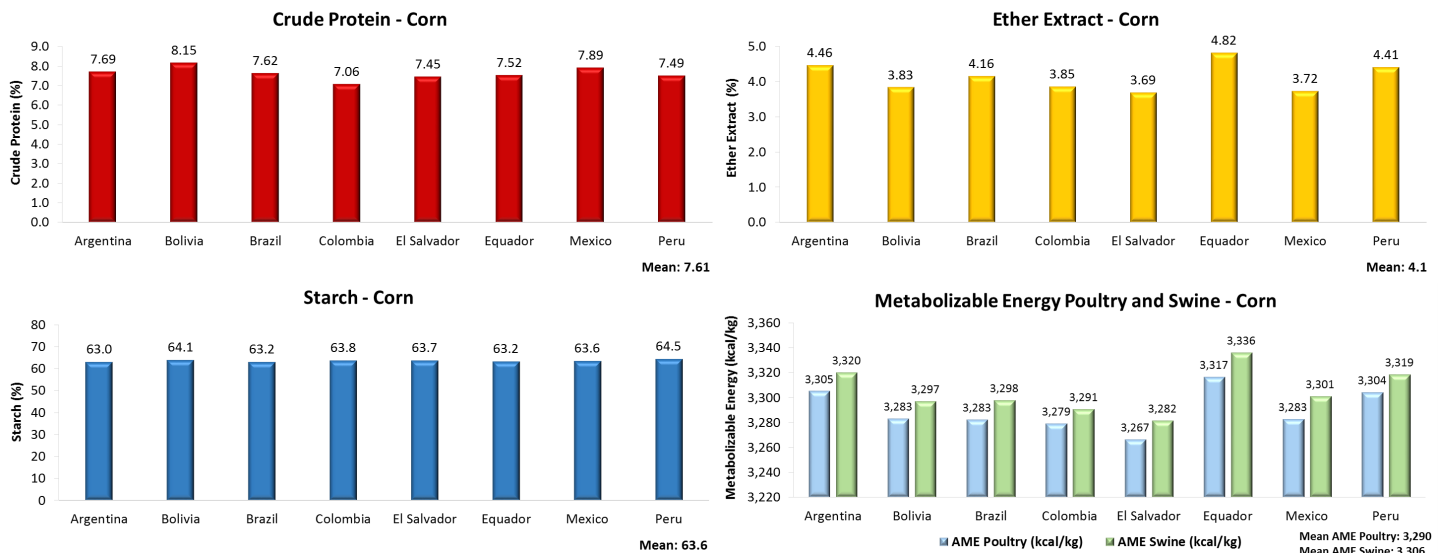 Crude Protein - Corn
Crude Protein (%)
9.0
8.0
7.0
6.0
5.0
4.0
3.0
2.0
1.0
0.0
7.69 8.15 7.62 7.06 7.45 7.52 7.89 7.49
Argentina Bolivia Brazil Colombia El Salvador Equador Mexico Peru
Mean: 7.61
Ether Extract - Corn
Ether Extract (%)
5.0
4.0
3.0
2.0
1.0
0.0
4.46 3.83 4.16 3.85 3.69 4.82 3.72 4.41
Argentina Bolivia Brazil Colombia El Salvador Equador Mexico Peru
Mean: 4.1
Starch - Corn
Starch (%)
80
70
60
50
40
30
20
10
0
63.0 64.1 63.2 63.8 63.7 63.2 63.6 64.5
Argentina Bolivia Brazil Colombia El Salvador Equador Mexico Peru
Mean: 63.6
Metabolizable Energy Poultry and Swine - Corn
Metabolizable Energy (kcal/kg)
3,360
3,340
3,320
3,300
3,280
3,260
3,240
3,220
3,305 3,320 3,283 3,297 3,283 3,298 3,279 3,291 3,267 3,282 3,317 3,336 3,283 3,301 3,304 3,319
Argentina Bolivia Brazil Colombia El Salvador Equador Mexico Peru
AME Poultry (kcal/kg) AME Swine (kcal/kg)
Mean AME Poultry: 3,290
Mean AME Swine: 3,306